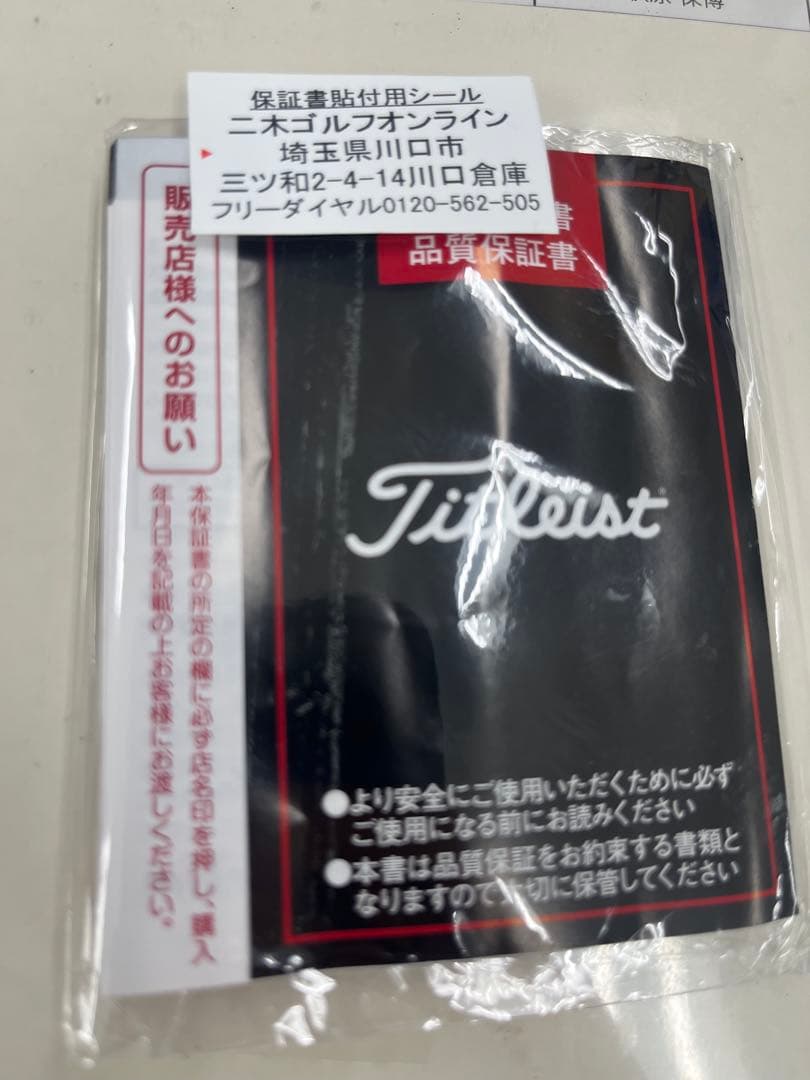 保証書貼付用シール
二木ゴルフオンライン
埼玉県川口市
三ツ和2-4-14川口倉庫
フリーダイヤル0120-562-505
書
品質保証書
販売店様へのお願い
本保証書の所定の欄に必ず店名印を押し、購入
年月日を記載の上お客様にお渡しください。
Titleist
●より安全にご使用いただくために必ず
ご使用になる前にお読みください
●本書は品質保証をお約束する書類と
なりますので大切に保管してください